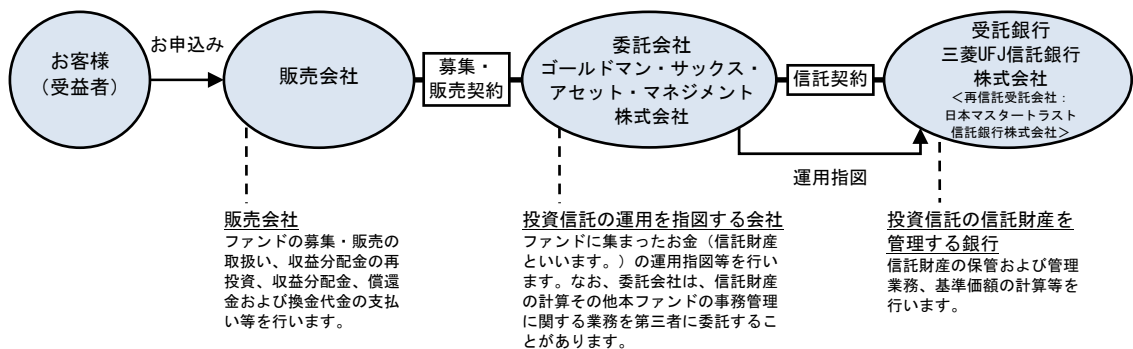 お客様
（受益者）
お申込み
販売会社
募集・
販売契約
委託会社
ゴールドマン・サックス・
アセット・マネジメント
株式会社
信託契約
受託銀行
三菱UFJ信託銀行
株式会社
＜再信託受託会社：
日本マスタートラスト
信託銀行株式会社＞
運用指図
販売会社
ファンドの募集・販売の
取扱い、収益分配金の再
投資、収益分配金、償還
金および換金代金の支払
い等を行います。
投資信託の運用を指図する会社
ファンドに集まったお金（信託財産
といいます。）の運用指図等を行い
ます。なお、委託会社は、信託財産
の計算その他本ファンドの事務管理
に関する業務を第三者に委託するこ
とがあります。
投資信託の信託財産を
管理する銀行
信託財産の保管および管理
業務、基準価額の計算等を
行います。